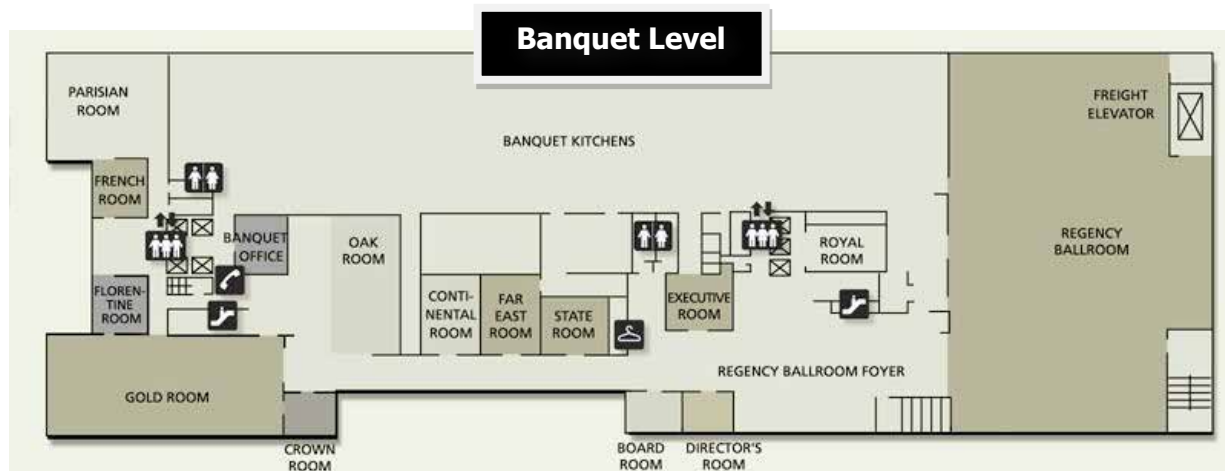 Banquet Level
PARISIAN
ROOM
FREIGHT
ELEVATOR
BANQUET KITCHENS
FRENCH
ROOM
BANQUET
OFFICE
OAK
ROOM
ROYAL
ROOM
REGENCY
BALLROOM
FLOREN-
TINE
ROOM
CONTI-
NENTAL
ROOM
FAR
EAST
ROOM
STATE
ROOM
EXECUTIVE
ROOM
REGENCY BALLROOM FOYER
GOLD ROOM
CROWN
ROOM
BOARD
ROOM
DIRECTOR'S
ROOM